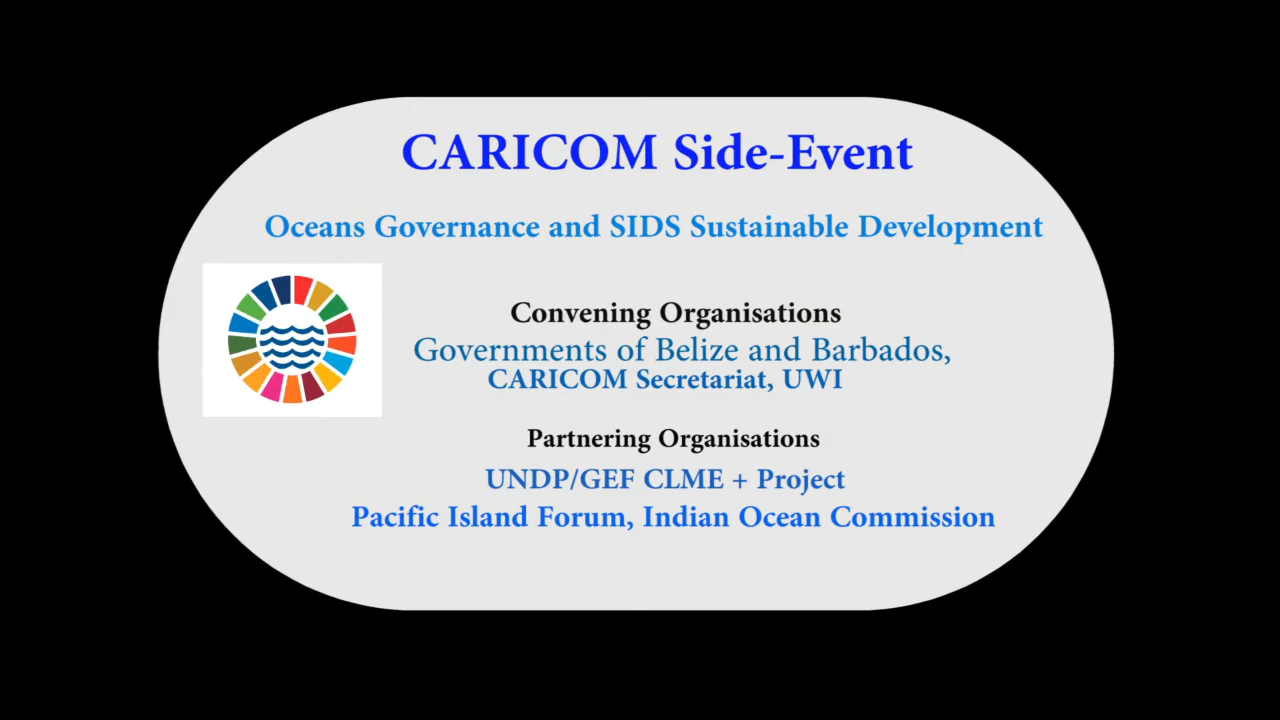 CARICOM Side-Event
Oceans Governance and SIDS Sustainable Development
Convening Organisations
Governments of Belize and Barbados,
CARICOM Secretariat, UWI
Partnering Organisations
UNDP/GEF CLME + Project
Pacific Island Forum, Indian Ocean Commission